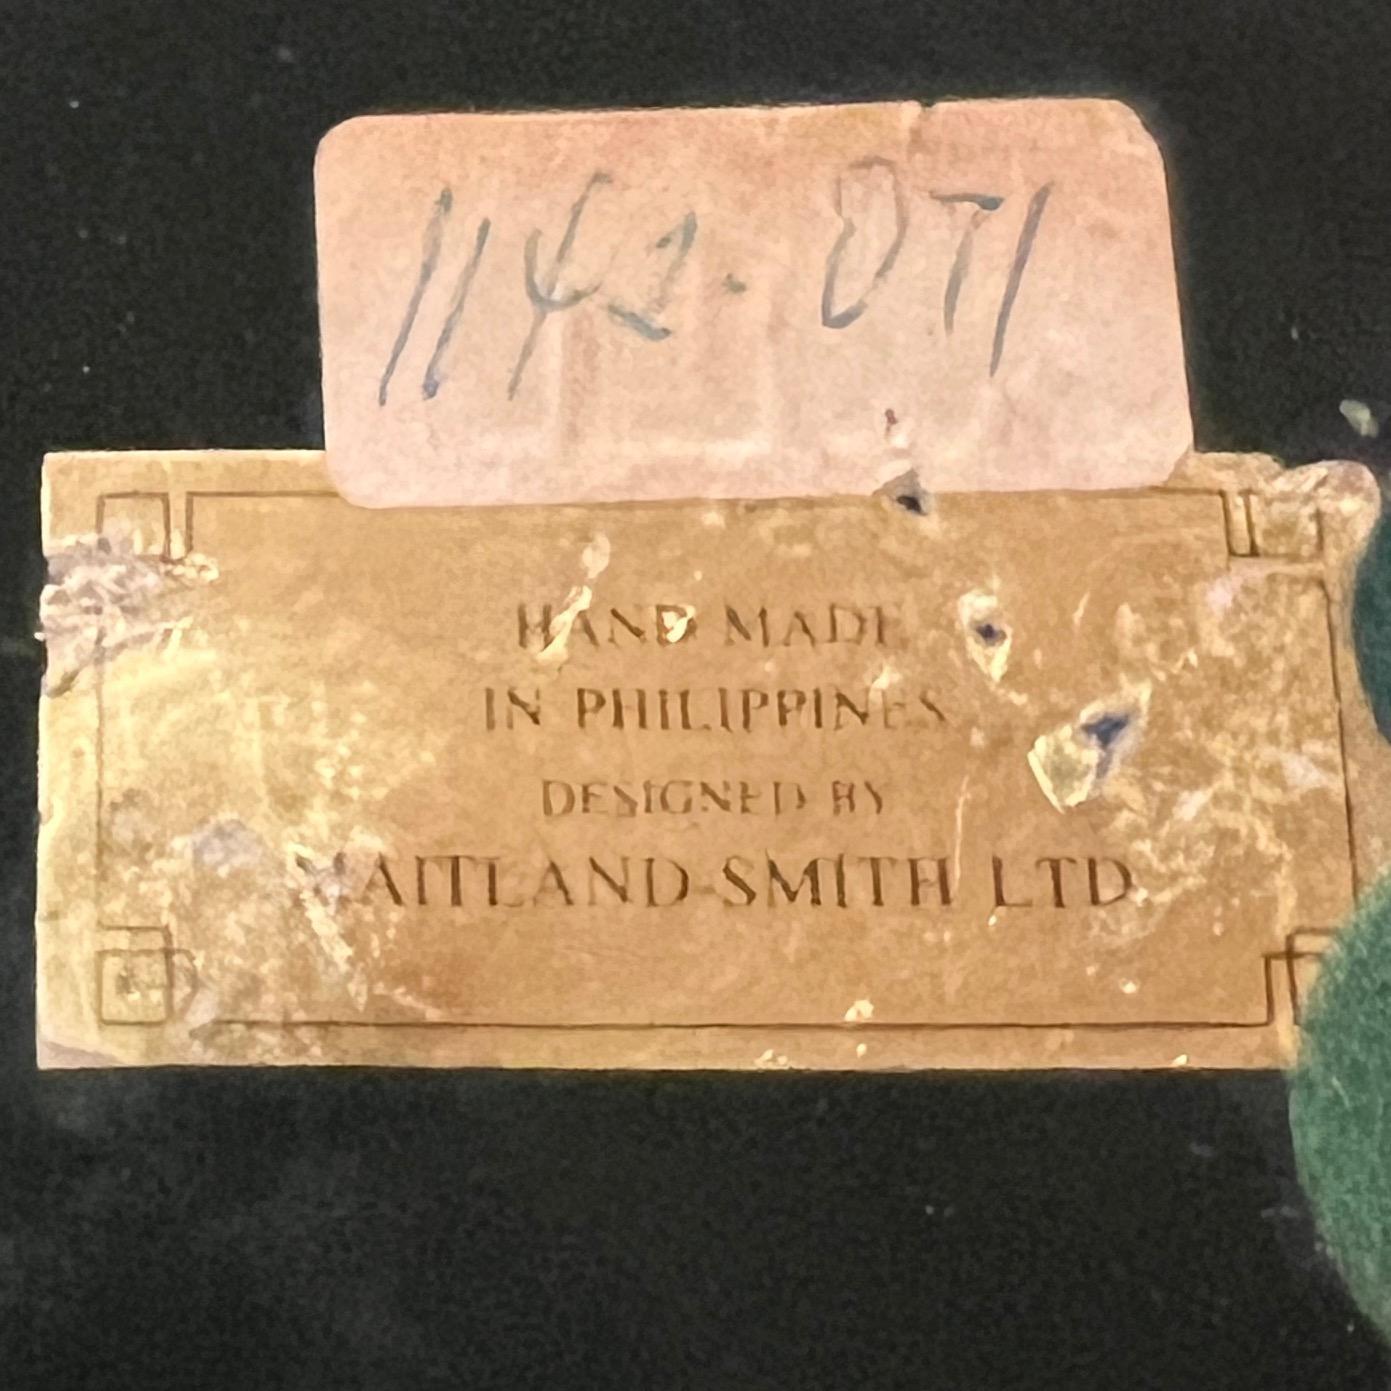 1142-071
HAND MADE
IN PHILIPPINES
DESIGNED BY
MAITLAND-SMITH LTD